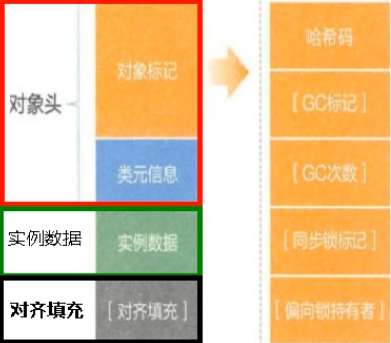 对象头
对象标记
类元信息
实例数据
实例数据
对齐填充
[ 对齐填充 ]
哈希码
[ GC标记 ]
[ GC次数 ]
[ 同步锁标记 ]
[ 偏向锁持有者 ]